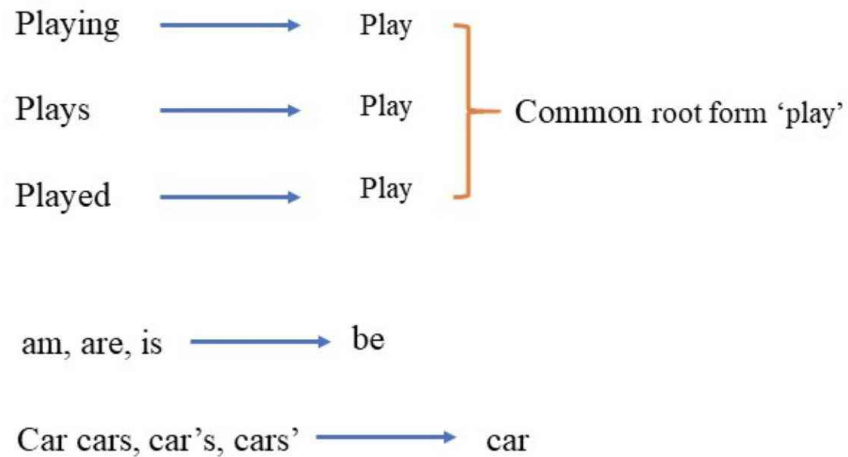 Playing Play
Plays Play Common root form ‘play’
Played Play
am, are, is be
Car cars, car’s, cars’ car